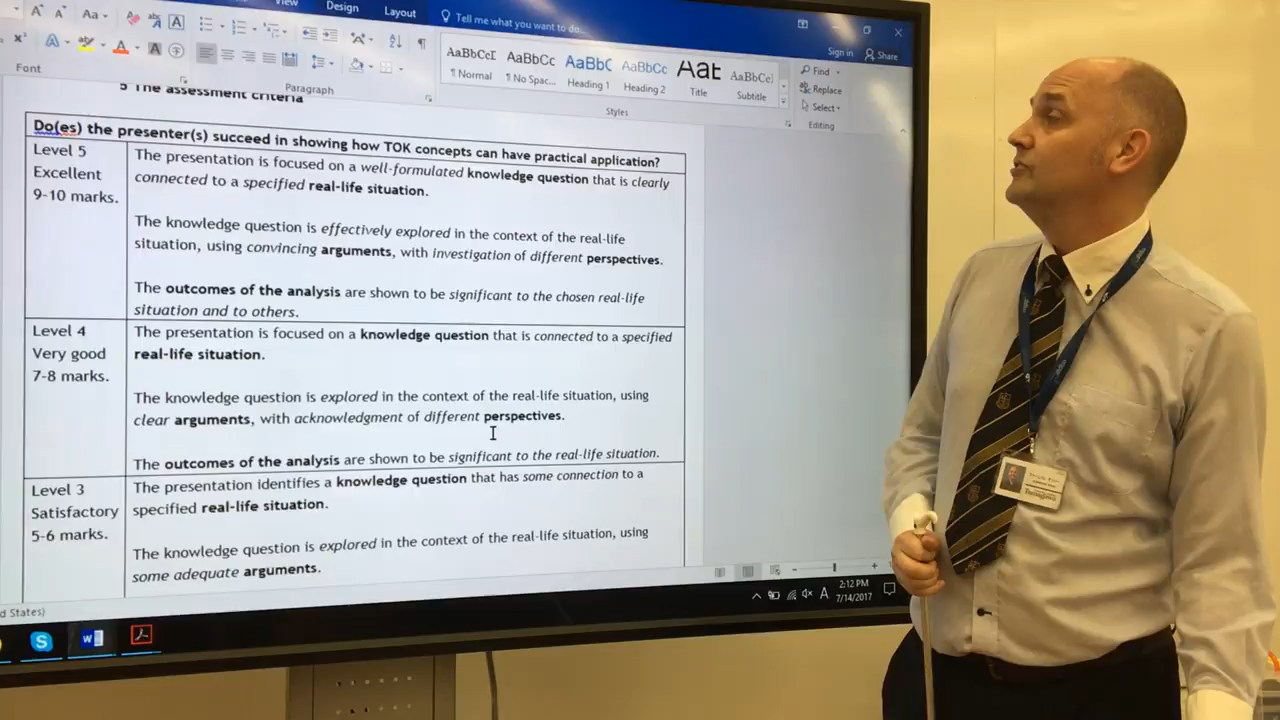 View
Design
Layout
Tell me what you want to do...
Sign in
Share
Aa
AaBbCcI
AaBbCc
AaBbC
AaBbCc
AaB
AaBbCc
¶ Normal
¶ No Spac...
Heading 1
Heading 2
Title
Subtitle
Find
Replace
Select
Font
Paragraph
Styles
Editing
5 The assessment criteria
Do(es) the presenter(s) succeed in showing how TOK concepts can have practical application?
Level 5
Excellent
9-10 marks.
The presentation is focused on a well-formulated knowledge question that is clearly
connected to a specified real-life situation.
The knowledge question is effectively explored in the context of the real-life
situation, using convincing arguments, with investigation of different perspectives.
The outcomes of the analysis are shown to be significant to the chosen real-life
situation and to others.
Level 4
Very good
7-8 marks.
The presentation is focused on a knowledge question that is connected to a specified
real-life situation.
The knowledge question is explored in the context of the real-life situation, using
clear arguments, with acknowledgment of different perspectives.
The outcomes of the analysis are shown to be significant to the real-life situation.
Level 3
Satisfactory
5-6 marks.
The presentation identifies a knowledge question that has some connection to a
specified real-life situation.
The knowledge question is explored in the context of the real-life situation, using
some adequate arguments.
d States)
A
2:12 PM
7/14/2017